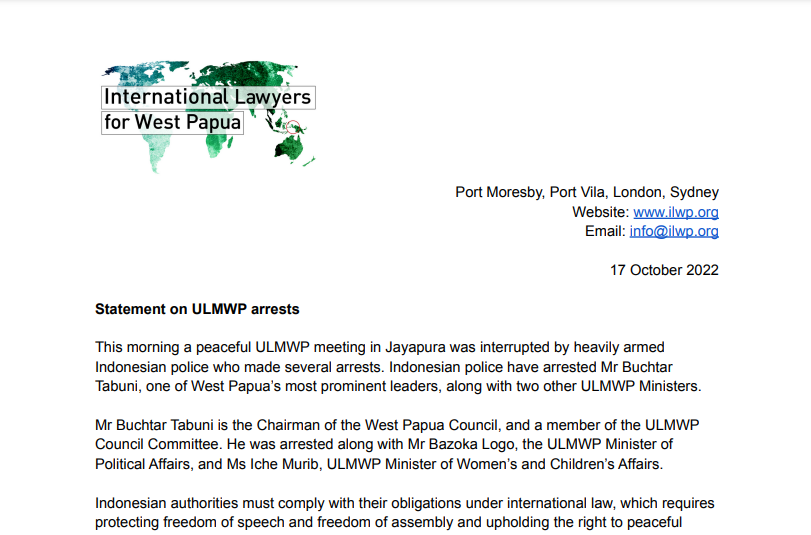 International Lawyers
for West Papua
Port Moresby, Port Vila, London, Sydney
Website: www.ilwp.org
Email: info@ilwp.org
17 October 2022
Statement on ULMWP arrests
This morning a peaceful ULMWP meeting in Jayapura was interrupted by heavily armed
Indonesian police who made several arrests. Indonesian police have arrested Mr Buchtar
Tabuni, one of West Papua’s most prominent leaders, along with two other ULMWP Ministers.
Mr Buchtar Tabuni is the Chairman of the West Papua Council, and a member of the ULMWP
Council Committee. He was arrested along with Mr Bazoka Logo, the ULMWP Minister of
Political Affairs, and Ms Iche Murib, ULMWP Minister of Women’s and Children’s Affairs.
Indonesian authorities must comply with their obligations under international law, which requires
protecting freedom of speech and freedom of assembly and upholding the right to peaceful